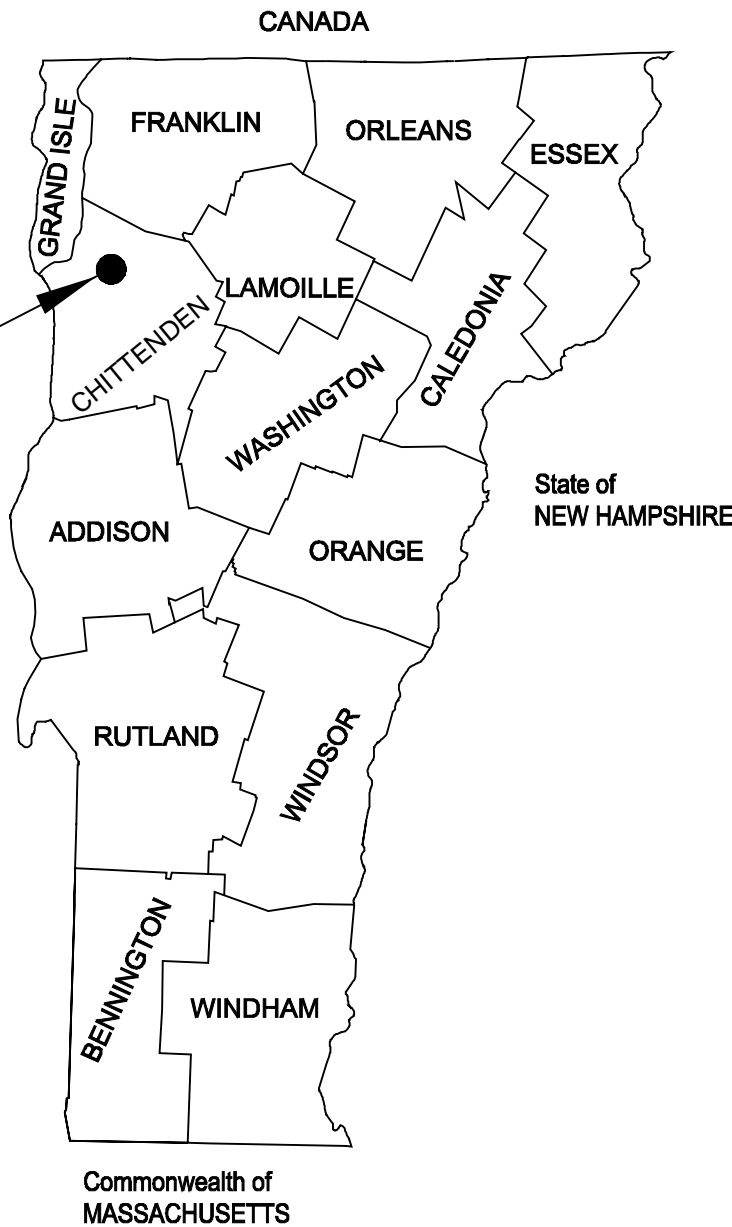 CANADA
GRAND ISLE
FRANKLIN
ORLEANS
ESSEX
LAMOILLE
CHITTENDEN
CALEDONIA
WASHINGTON
State of
NEW HAMPSHIRE
ADDISON
ORANGE
RUTLAND
WINDSOR
BENNINGTON
WINDHAM
Commonwealth of
MASSACHUSETTS